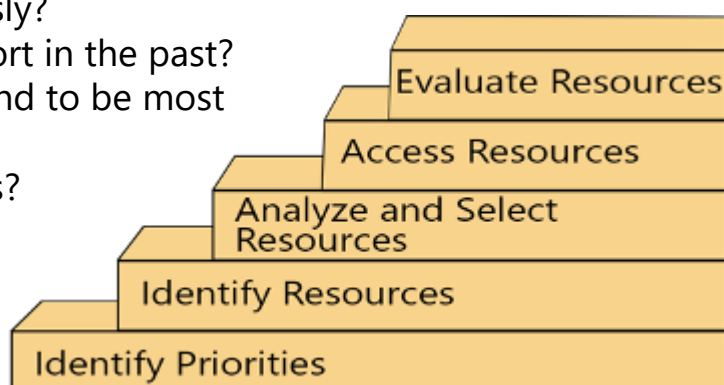 ort in the past?
nd to be most
Evaluate Resources
Access Resources
Analyze and Select
Resources
Identify Resources
Identify Priorities